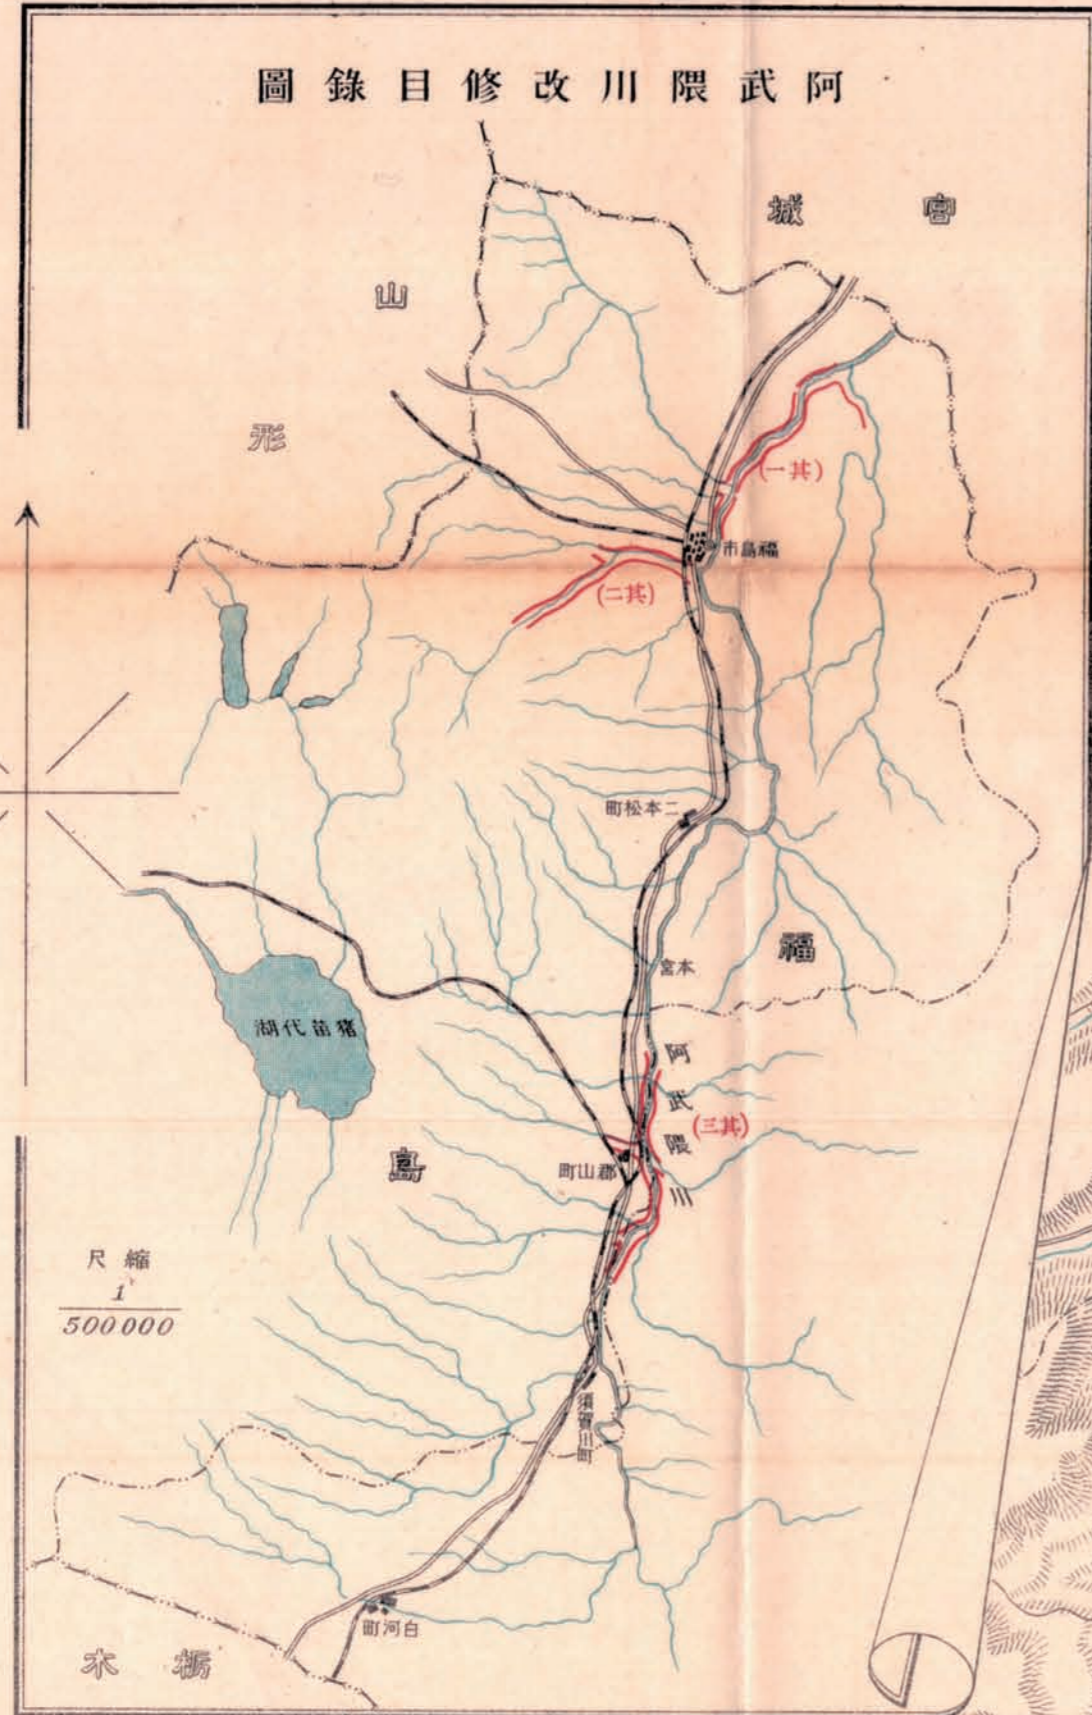 阿武隈川改修目錄圖
宮城
山形
(其一)
福島市
(其二)
二本松町
福島
本宮
猪苗代湖
阿武隈川
(其三)
郡山町
縮尺
1
500000
須賀川町
白河町
栃木